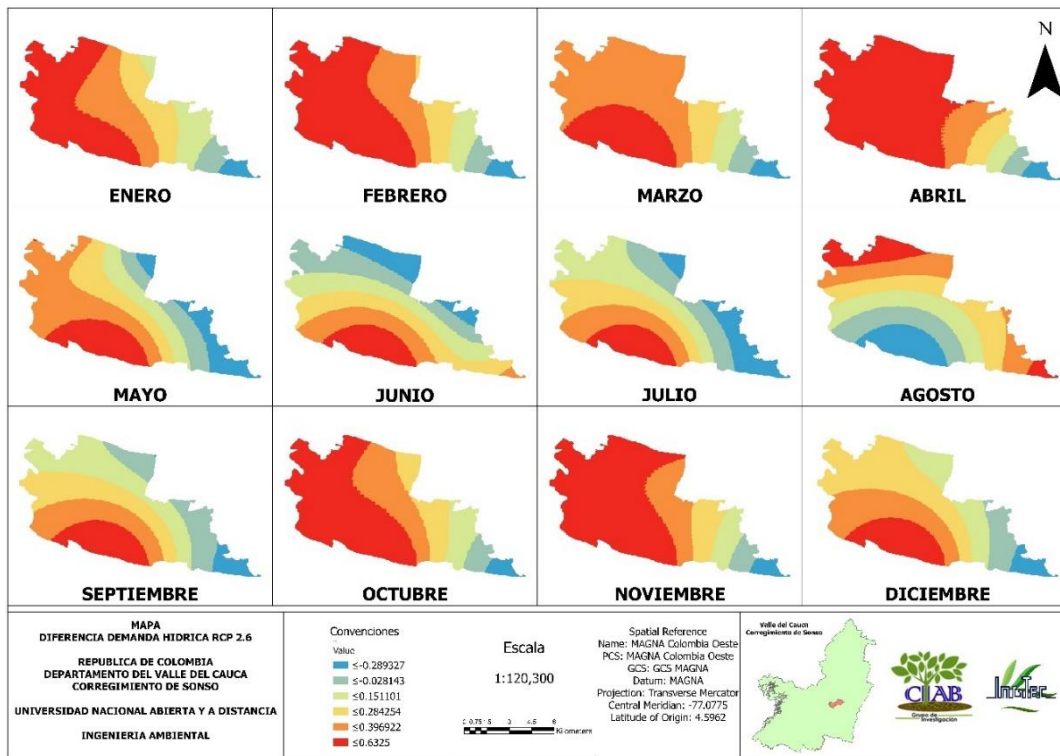 N
ENERO
FEBRERO
MARZO
ABRIL
MAYO
JUNIO
JULIO
AGOSTO
SEPTIEMBRE
OCTUBRE
NOVIEMBRE
DICIEMBRE
MAPA
DIFERENCIA DEMANDA HIDRICA RCP 2.6
REPUBLICA DE COLOMBIA
DEPARTAMENTO DEL VALLE DEL CAUCA
CORREGIMIENTO DE SONSO
UNIVERSIDAD NACIONAL ABIERTA Y A DISTANCIA
INGENIERIA AMBIENTAL
Convenciones
Value
≤-0.289327
≤-0.028143
≤0.151101
≤0.284254
≤0.396922
≤0.6325
Escala
1:120,300
Kilometers
Spatial Reference
Name: MAGNA Colombia Oeste
PCS: MAGNA Colombia Oeste
GCS: GCS MAGNA
Datum: MAGNA
Projection: Transverse Mercator
Central Meridian: -77.0775
Latitude of Origin: 4.5962
Valle del Cauca
Corregimiento de Sonso
Grupo de
Investigación